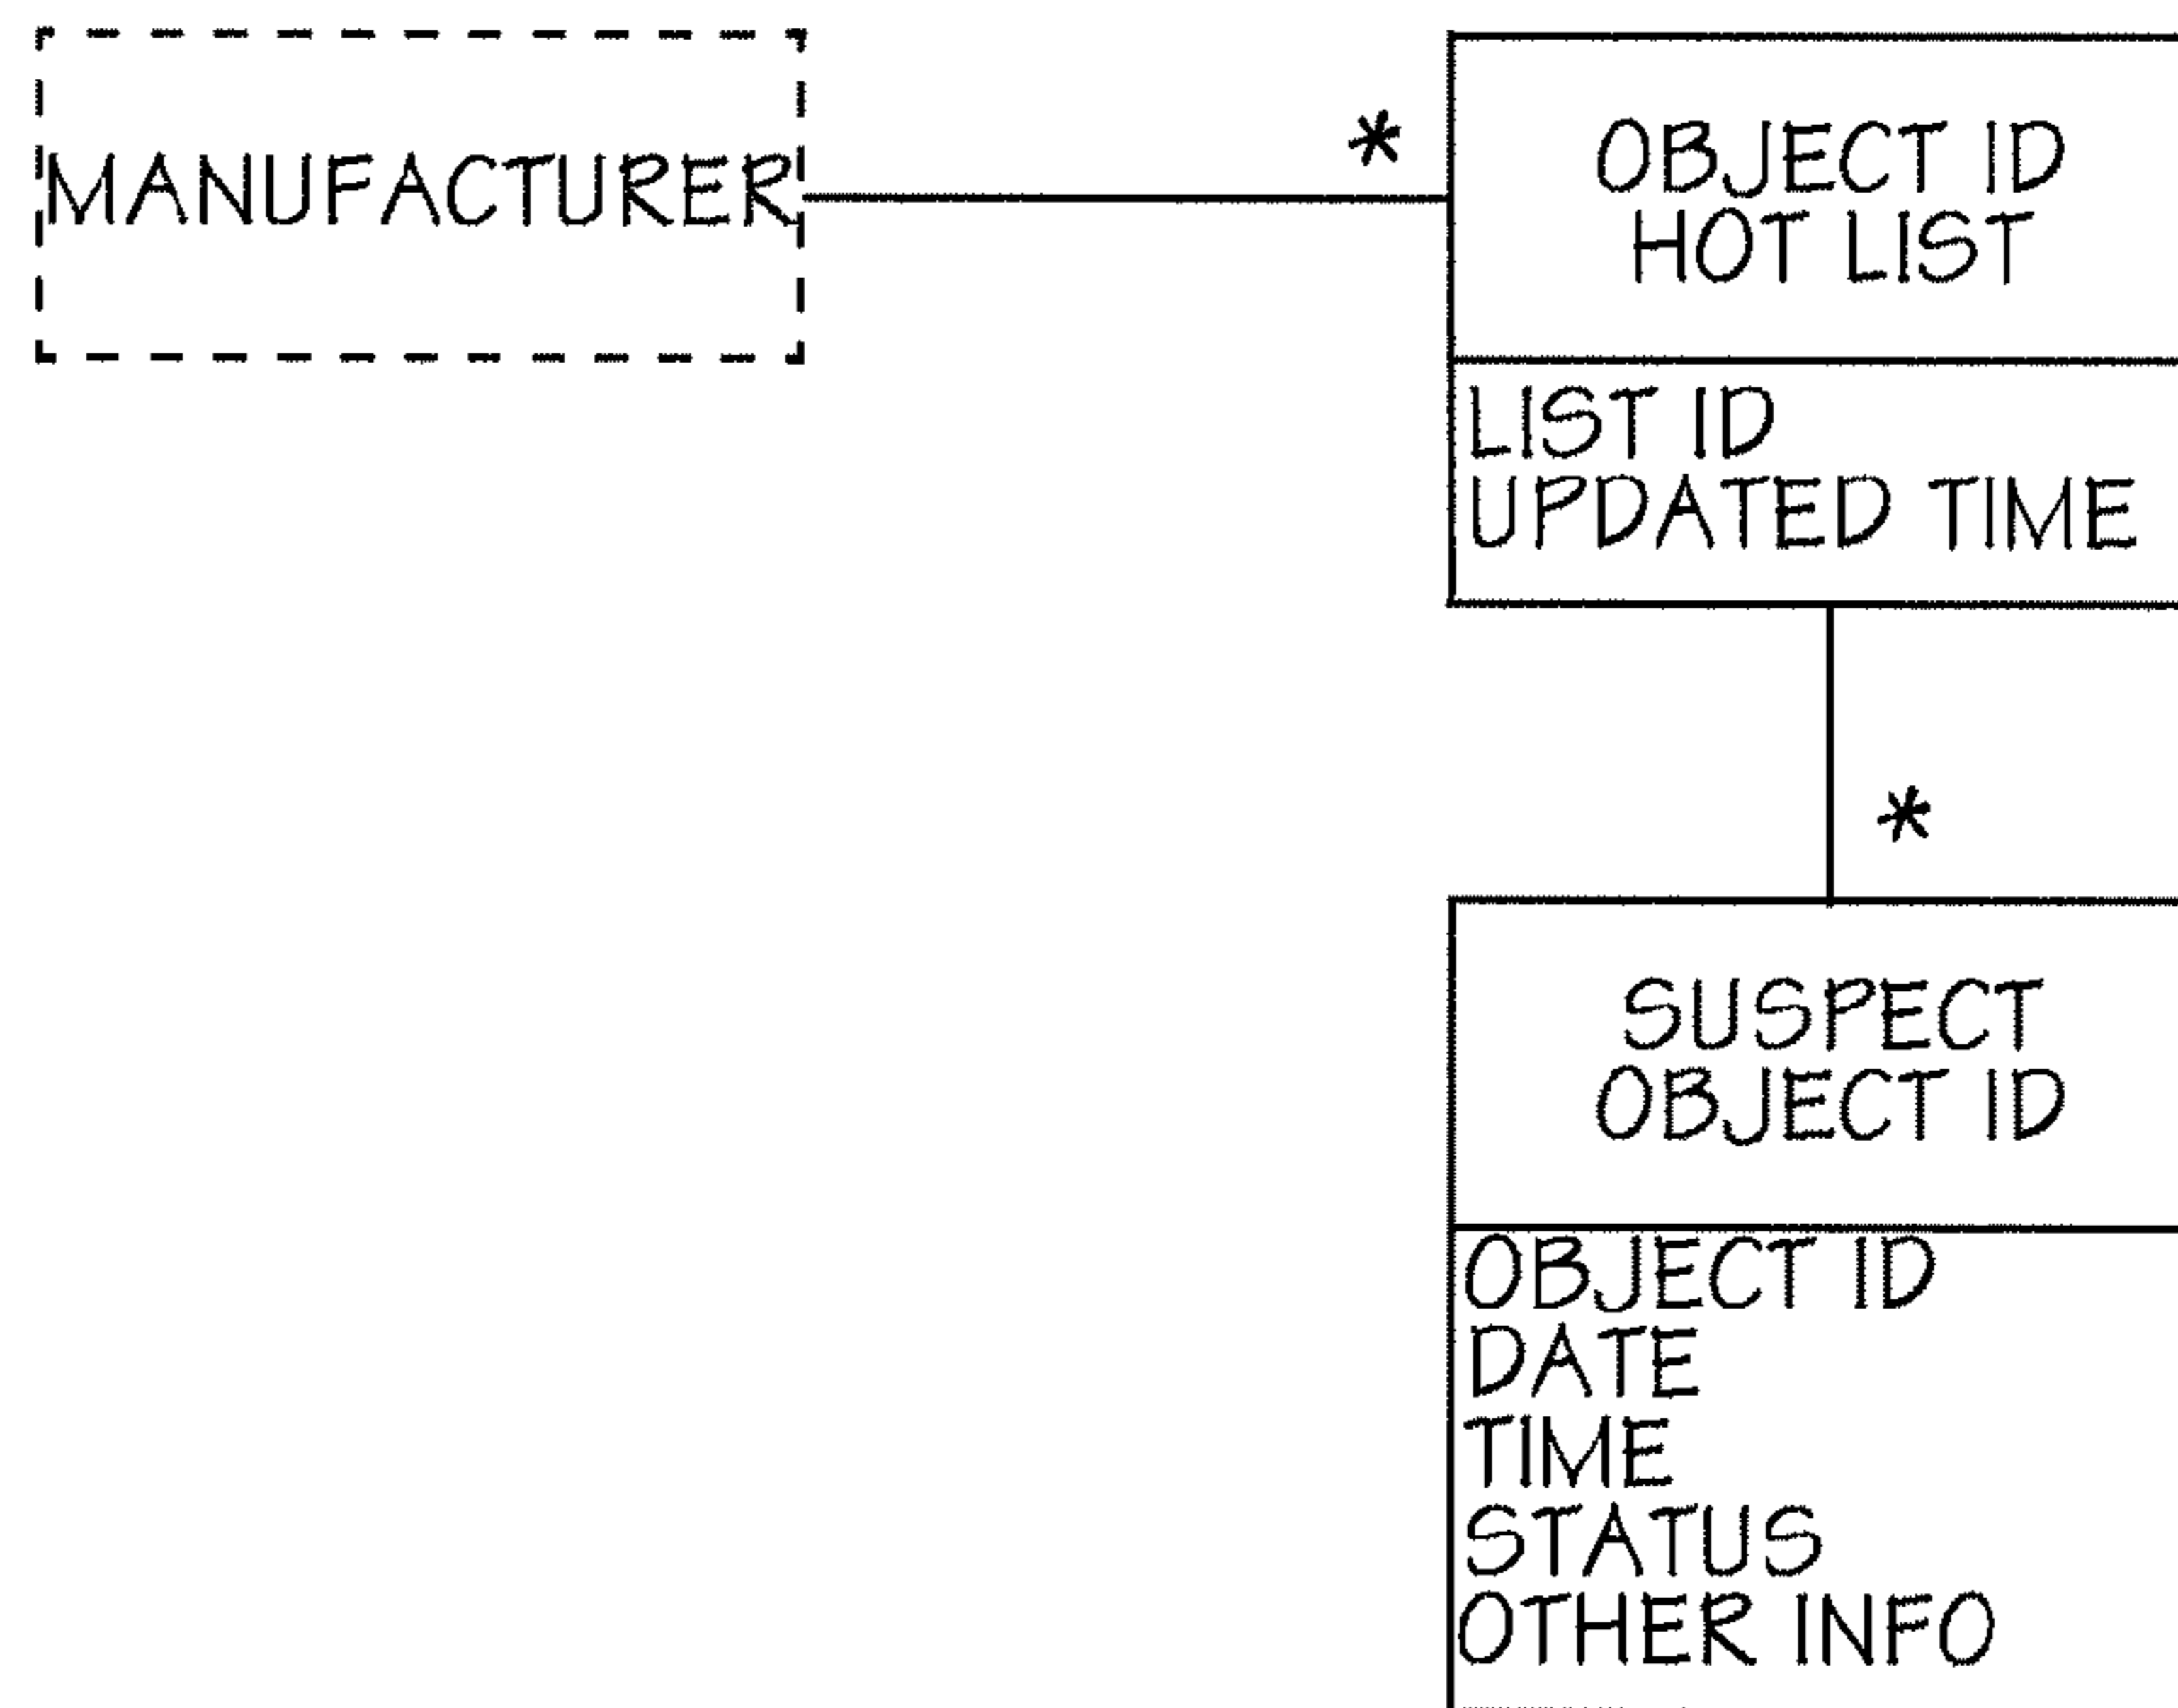 MANUFACTURER
*
OBJECT ID
HOT LIST
LIST ID
UPDATED TIME
*
SUSPECT
OBJECT ID
OBJECT ID
DATE
TIME
STATUS
OTHER INFO